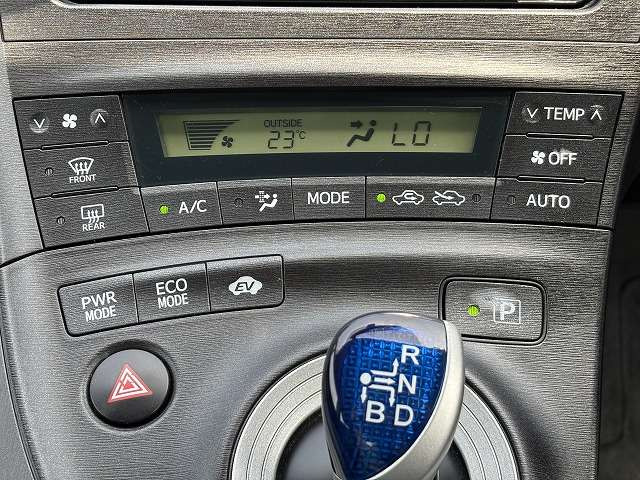 OUTSIDE
23°C
LO
TEMP
OFF
FRONT
A/C
MODE
AUTO
REAR
PWR
MODE
ECO
MODE
EV
P
R
N
B D